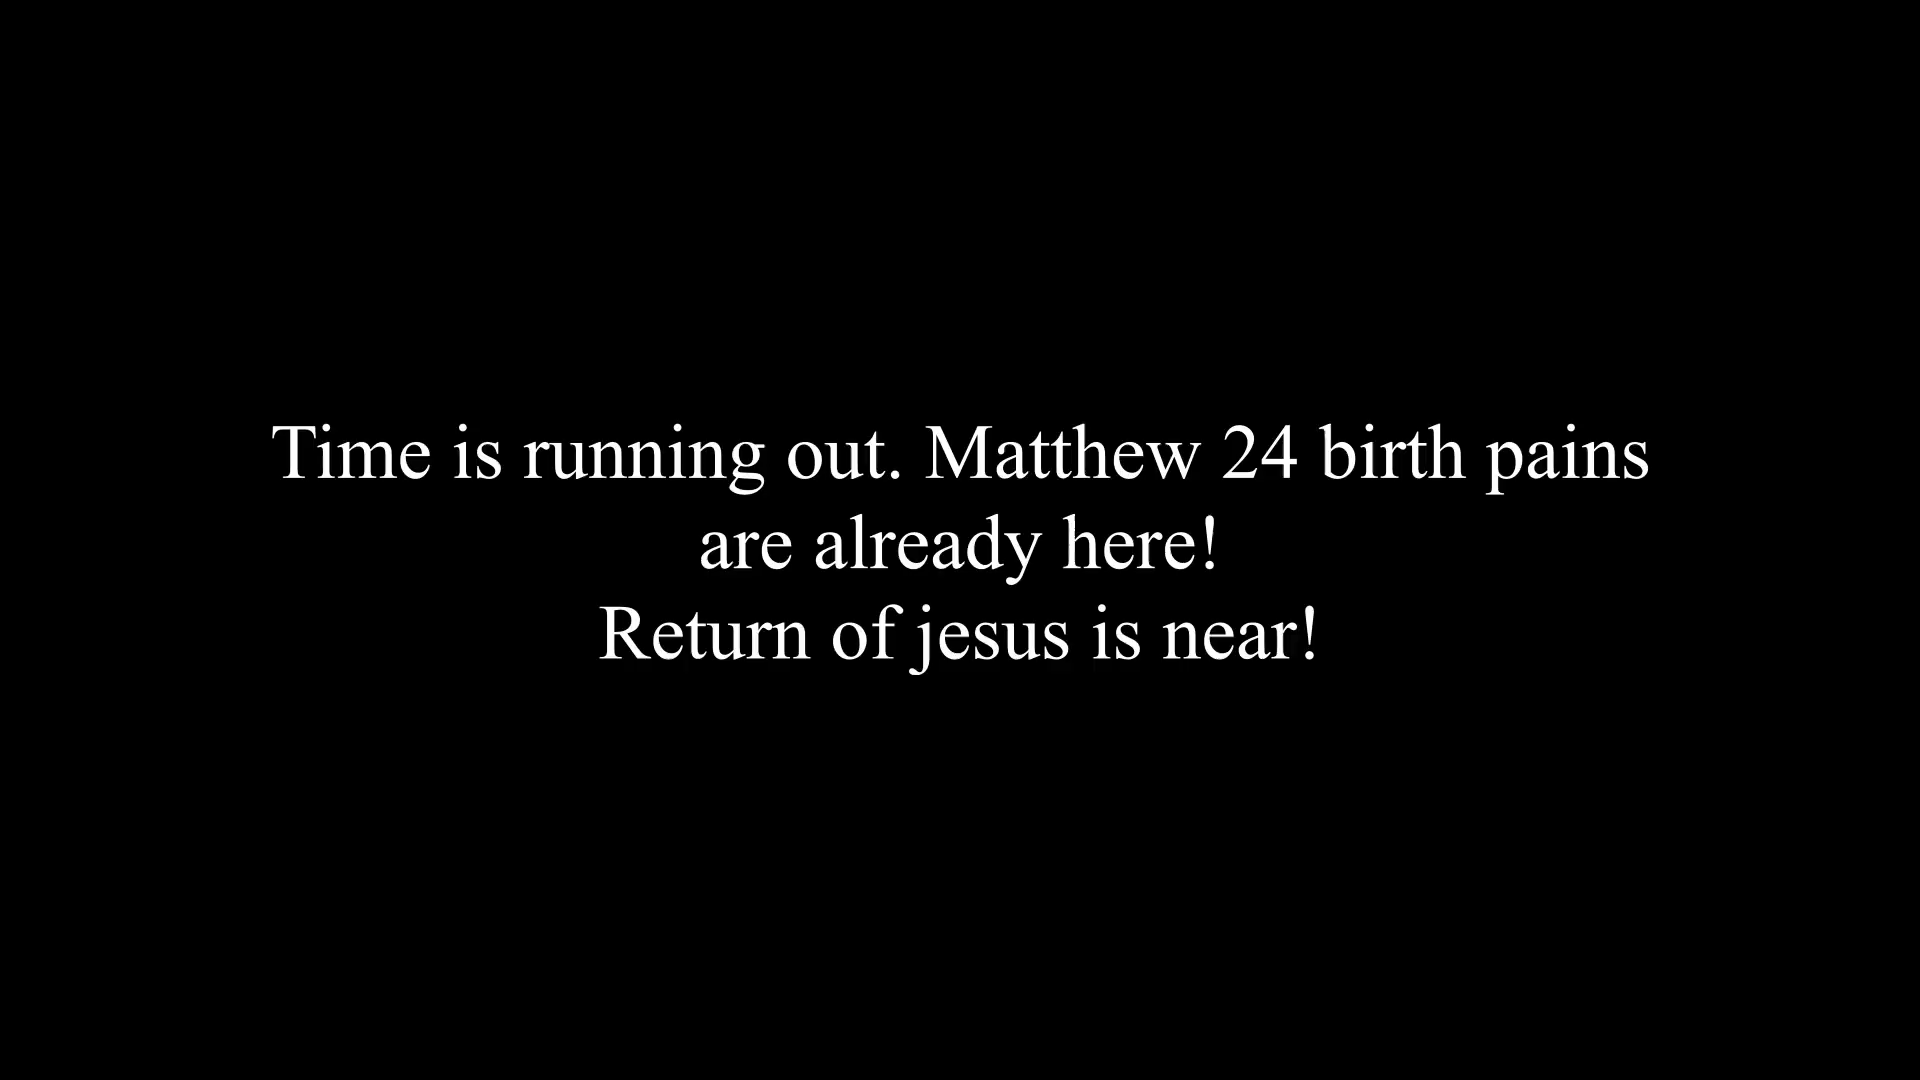 Time is running out. Matthew 24 birth pains
are already here!
Return of jesus is near!